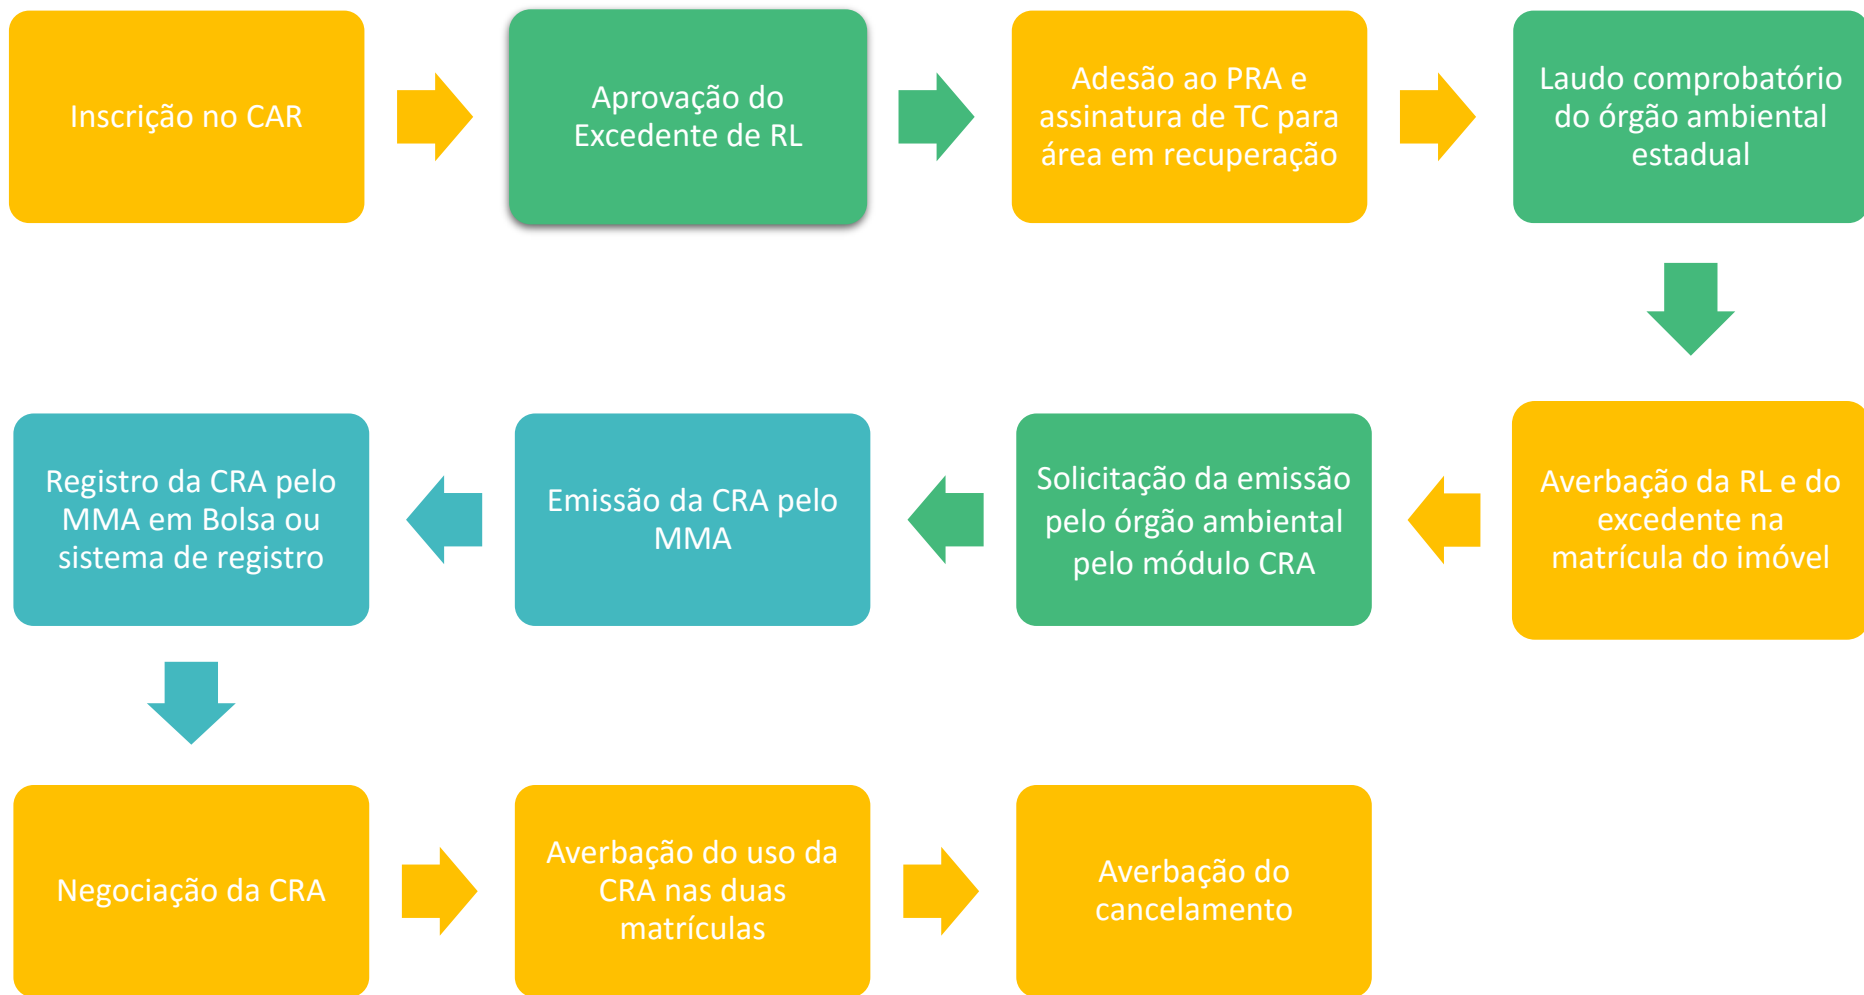 Inscrição no CAR
Aprovação do
Excedente de RL
Adesão ao PRA e
assinatura de TC para
área em recuperação
Laudo comprobatório
do órgão ambiental
estadual
Averbação da RL e do
excedente na
matrícula do imóvel
Solicitação da emissão
pelo órgão ambiental
pelo módulo CRA
Emissão da CRA pelo
MMA
Registro da CRA pelo
MMA em Bolsa ou
sistema de registro
Negociação da CRA
Averbação do uso da
CRA nas duas
matrículas
Averbação do
cancelamento